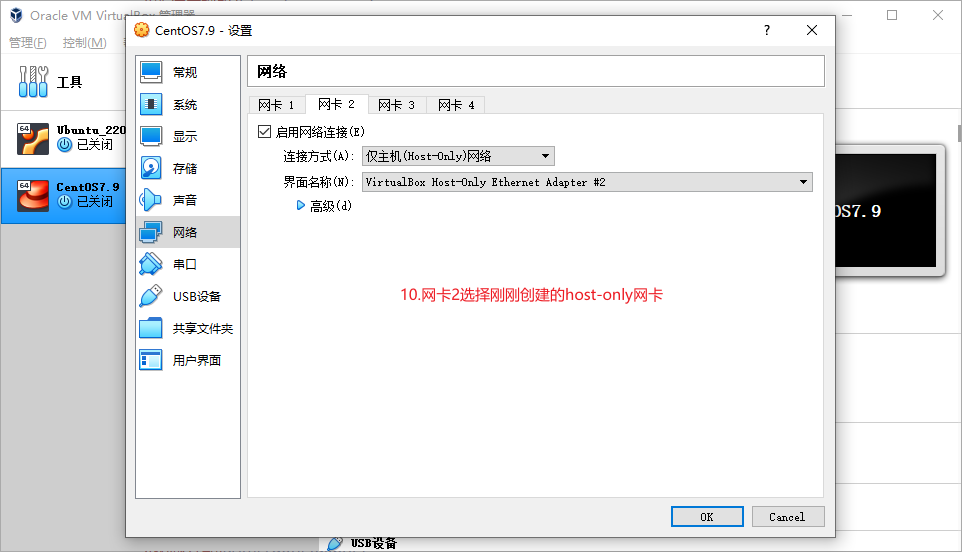 Oracle VM VirtualBox 管理器
管理(F) 控制(M)
工具
Ubuntu_220
已关闭
CentOS7.9
已关闭
CentOS7.9 - 设置
?
常规
系统
显示
存储
声音
网络
串口
USB设备
共享文件夹
用户界面
网络
网卡 1 网卡 2 网卡 3 网卡 4
启用网络连接(E)
连接方式(A): 仅主机(Host-Only)网络
界面名称(N): VirtualBox Host-Only Ethernet Adapter #2
高级(d)
10.网卡2选择刚刚创建的host-only网卡
OK Cancel
OS7.9
USB设备